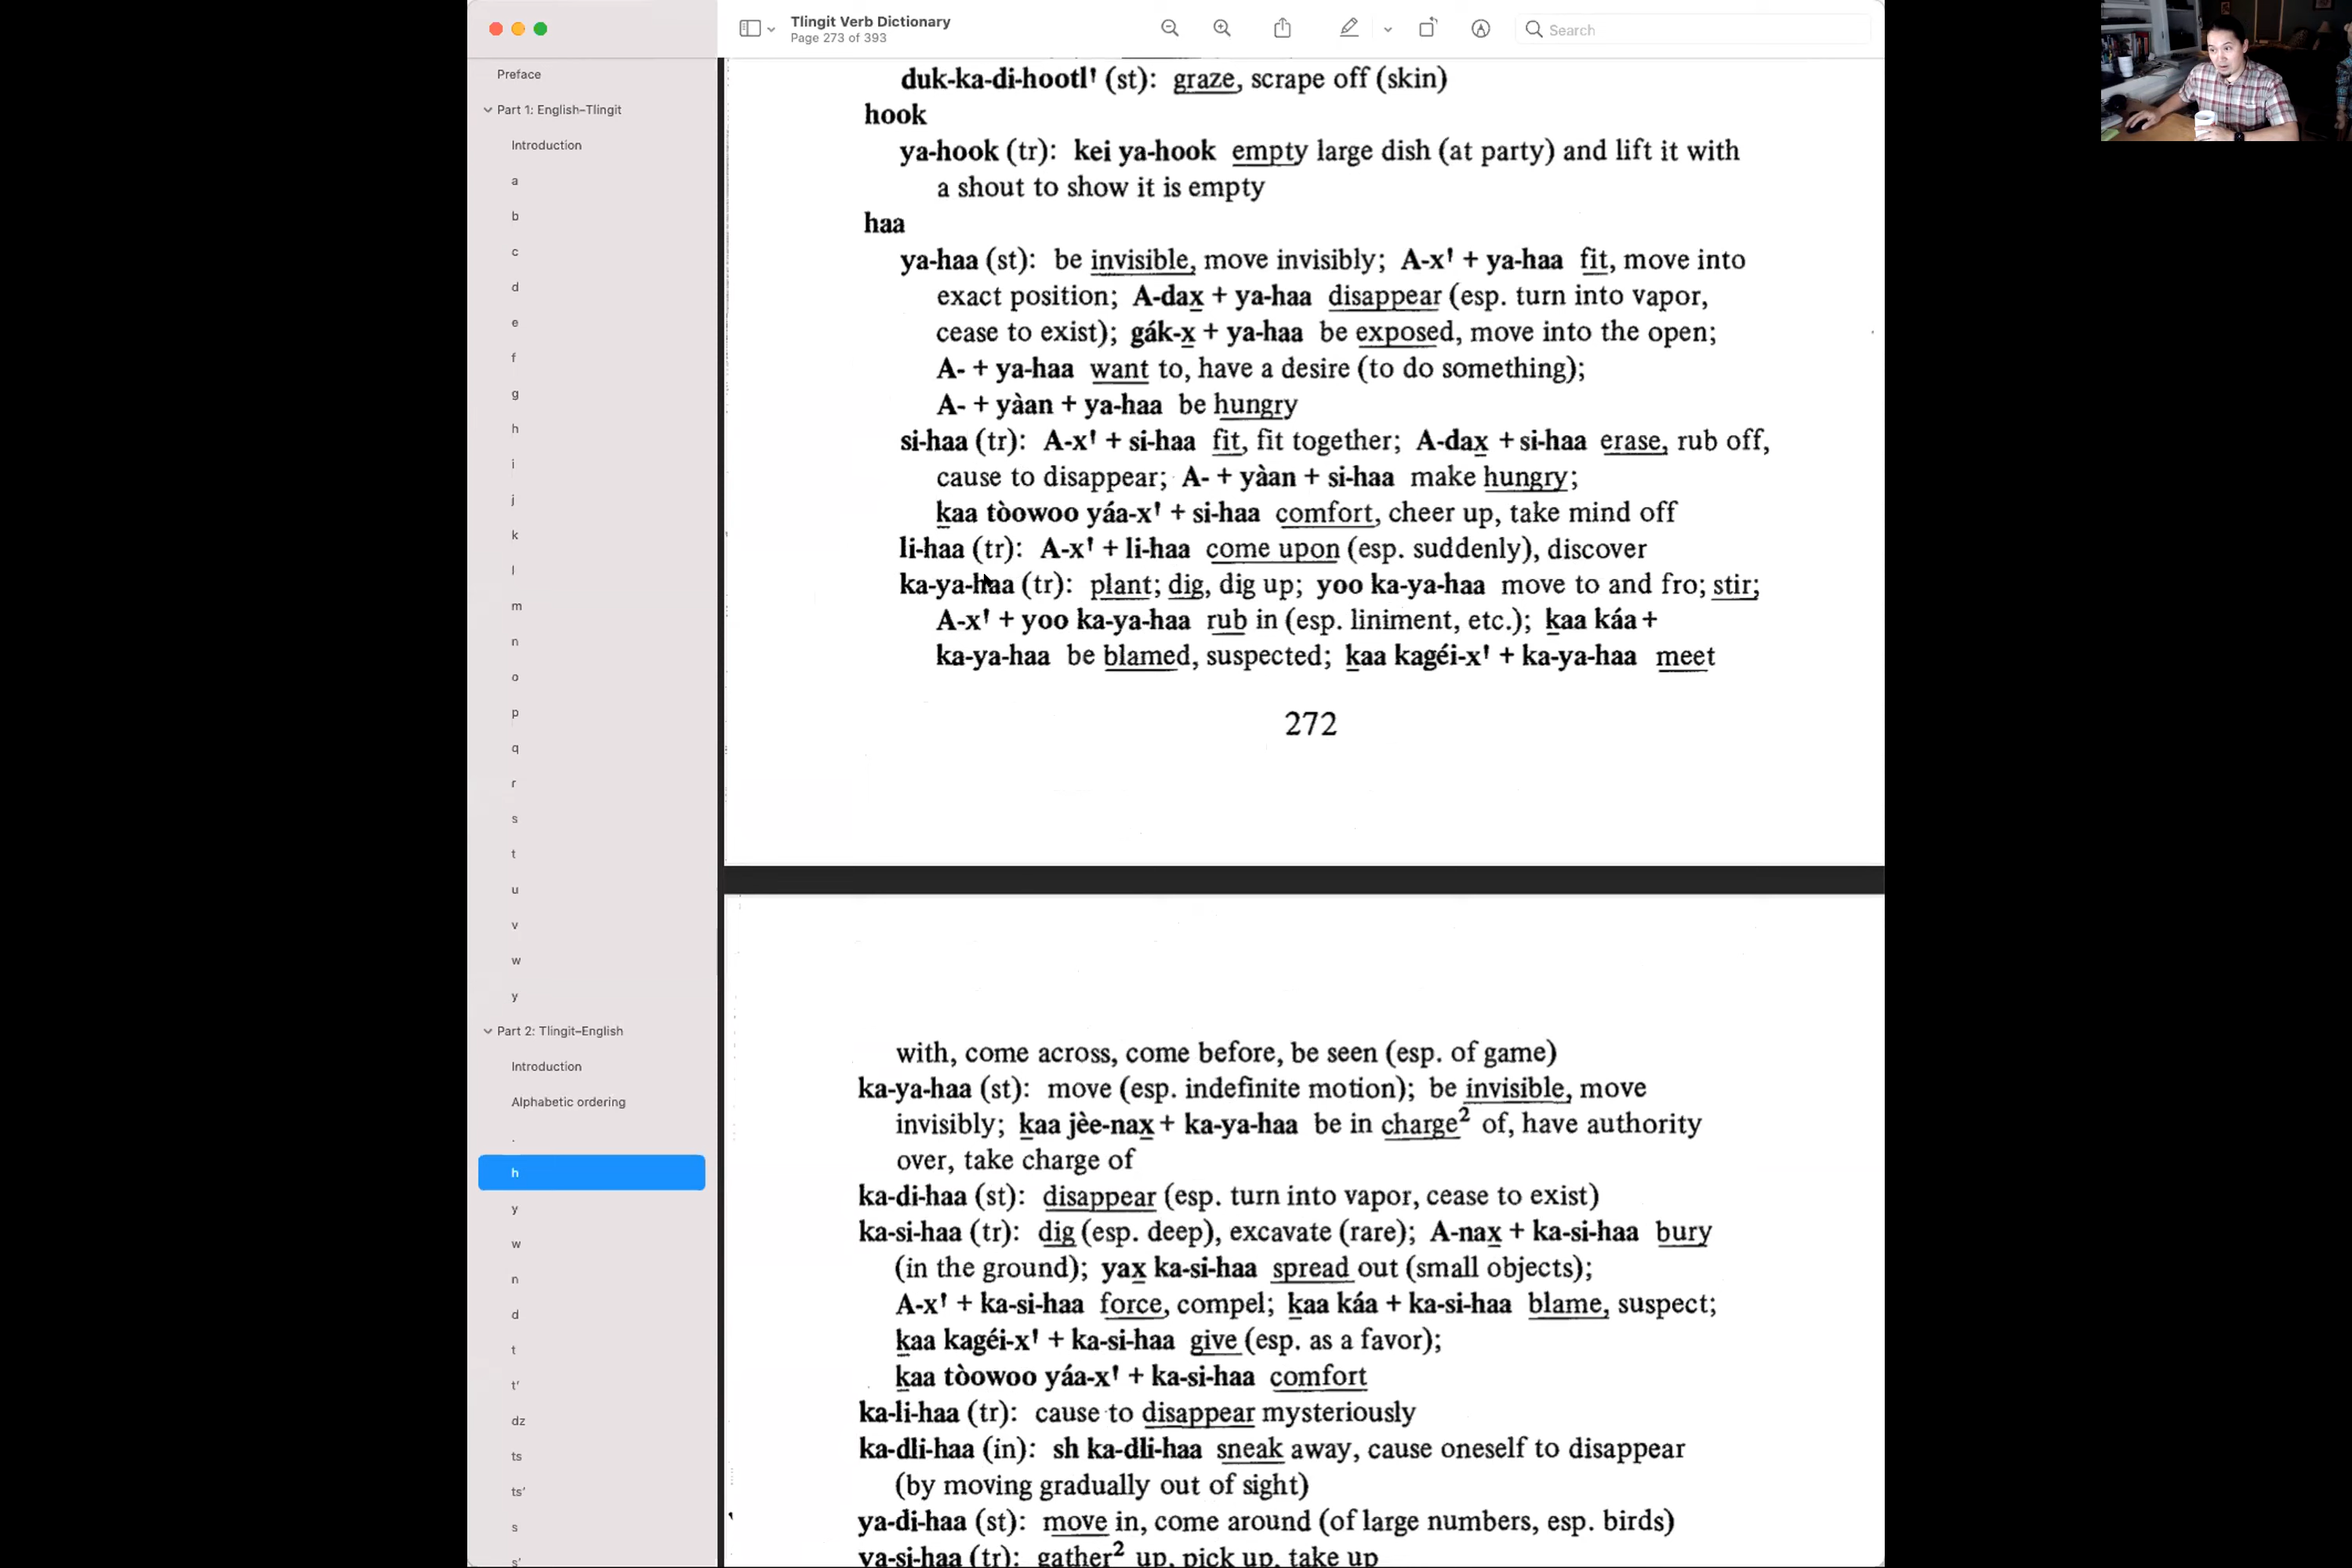 Tlingit Verb Dictionary
Page 273 of 393
Search
Preface
Part 1: English–Tlingit
Introduction
a
b
c
d
e
f
g
h
i
j
k
l
m
n
o
p
q
r
s
t
u
v
w
y
Part 2: Tlingit–English
Introduction
Alphabetic ordering
.
h
y
w
n
d
t
t'
dz
ts
ts'
s
s'
duk-ka-di-hootl' (st): graze, scrape off (skin)
hook
ya-hook (tr): kei ya-hook empty large dish (at party) and lift it with
a shout to show it is empty
haa
ya-haa (st): be invisible, move invisibly; A-x' + ya-haa fit, move into
exact position; A-dax̱ + ya-haa disappear (esp. turn into vapor,
cease to exist); gák-x̱ + ya-haa be exposed, move into the open;
A- + ya-haa want to, have a desire (to do something);
A- + yàan + ya-haa be hungry
si-haa (tr): A-x' + si-haa fit, fit together; A-dax̱ + si-haa erase, rub off,
cause to disappear; A- + yàan + si-haa make hungry;
ḵaa tòowoo yáa-x' + si-haa comfort, cheer up, take mind off
li-haa (tr): A-x' + li-haa come upon (esp. suddenly), discover
ka-ya-haa (tr): plant; dig, dig up; yoo ka-ya-haa move to and fro; stir;
A-x' + yoo ka-ya-haa rub in (esp. liniment, etc.); ḵaa káa +
ka-ya-haa be blamed, suspected; ḵaa kagéi-x' + ka-ya-haa meet
272
with, come across, come before, be seen (esp. of game)
ka-ya-haa (st): move (esp. indefinite motion); be invisible, move
invisibly; ḵaa jèe-nax̱ + ka-ya-haa be in charge² of, have authority
over, take charge of
ka-di-haa (st): disappear (esp. turn into vapor, cease to exist)
ka-si-haa (tr): dig (esp. deep), excavate (rare); A-nax̱ + ka-si-haa bury
(in the ground); yax̱ ka-si-haa spread out (small objects);
A-x' + ka-si-haa force, compel; ḵaa káa + ka-si-haa blame, suspect;
ḵaa kagéi-x' + ka-si-haa give (esp. as a favor);
ḵaa tòowoo yáa-x' + ka-si-haa comfort
ka-li-haa (tr): cause to disappear mysteriously
ka-dli-haa (in): sh ka-dli-haa sneak away, cause oneself to disappear
(by moving gradually out of sight)
ya-di-haa (st): move in, come around (of large numbers, esp. birds)
ya-si-haa (tr): gather² up, pick up, take up